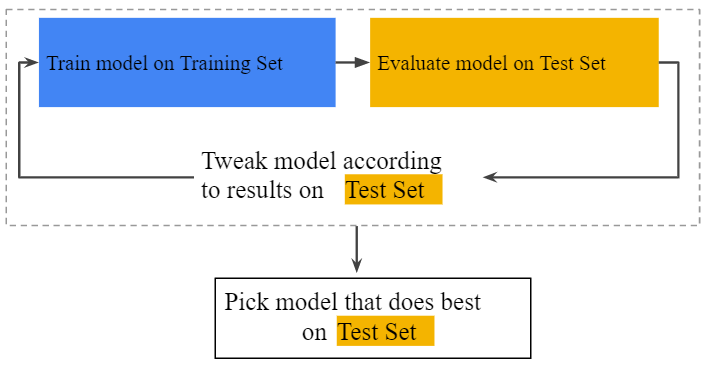 Train model on Training Set
Evaluate model on Test Set
Tweak model according
to results on Test Set
Pick model that does best
on Test Set